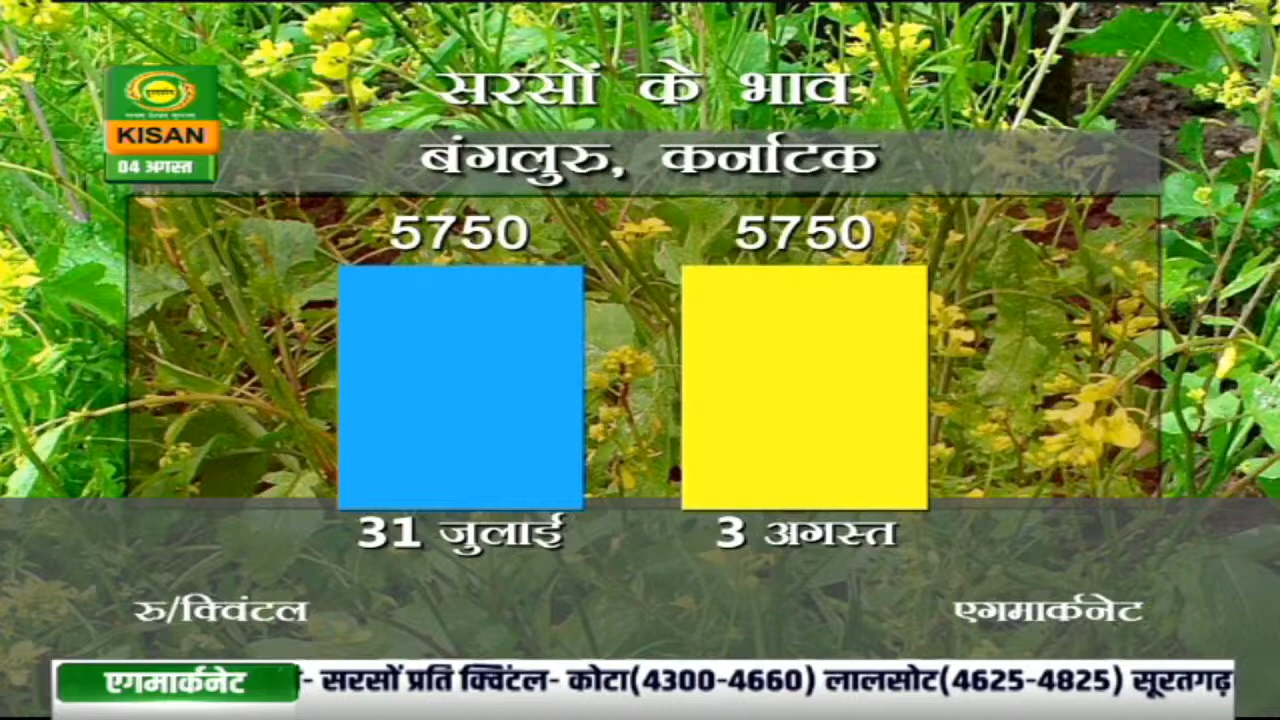 सरसों के भाव
KISAN
04 अगस्त
बंगलुरु, कर्नाटक
5750 5750
31 जुलाई 3 अगस्त
रु/क्विंटल एगमार्कनेट
एगमार्कनेट - सरसों प्रति क्विंटल- कोटा(4300-4660) लालसोट(4625-4825) सूरतगढ़